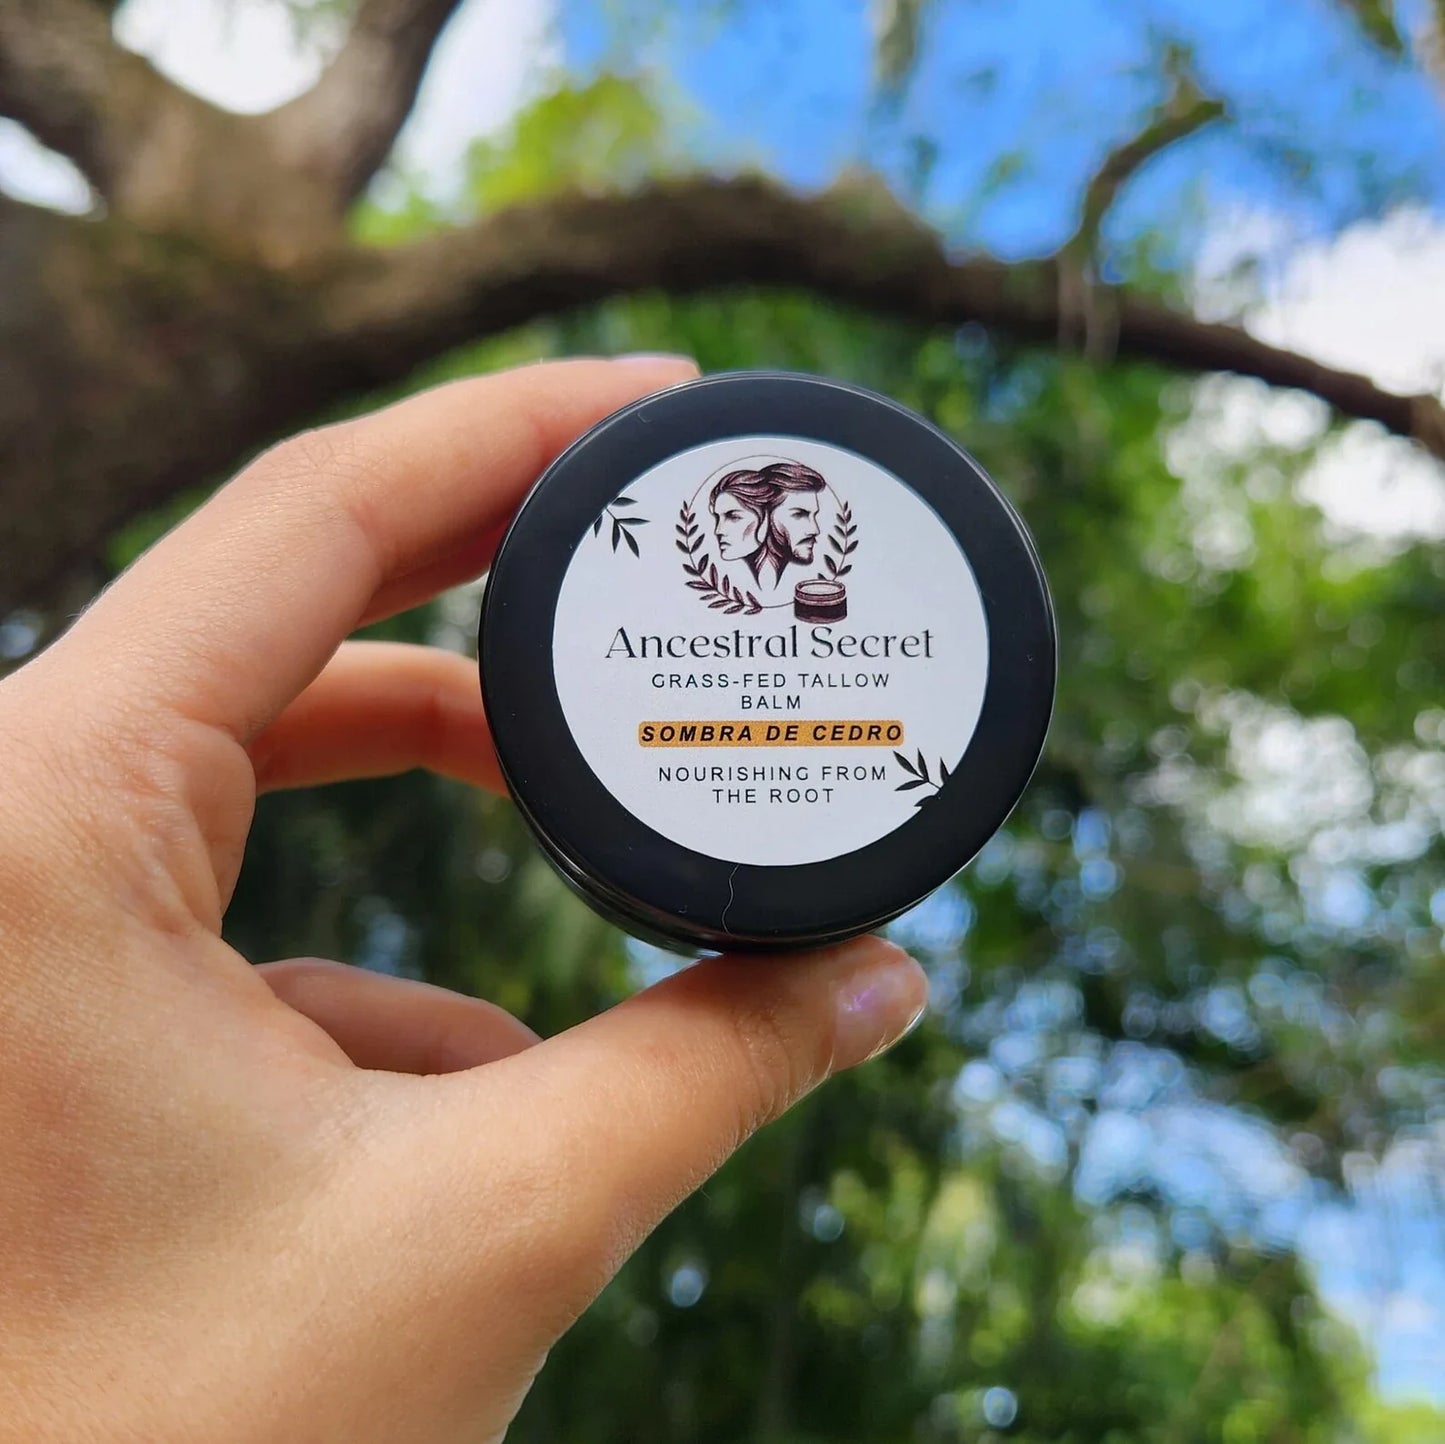 Ancestral Secret
GRASS-FED TALLOW
BALM
SOMBRA DE CEDRO
NOURISHING FROM
THE ROOT